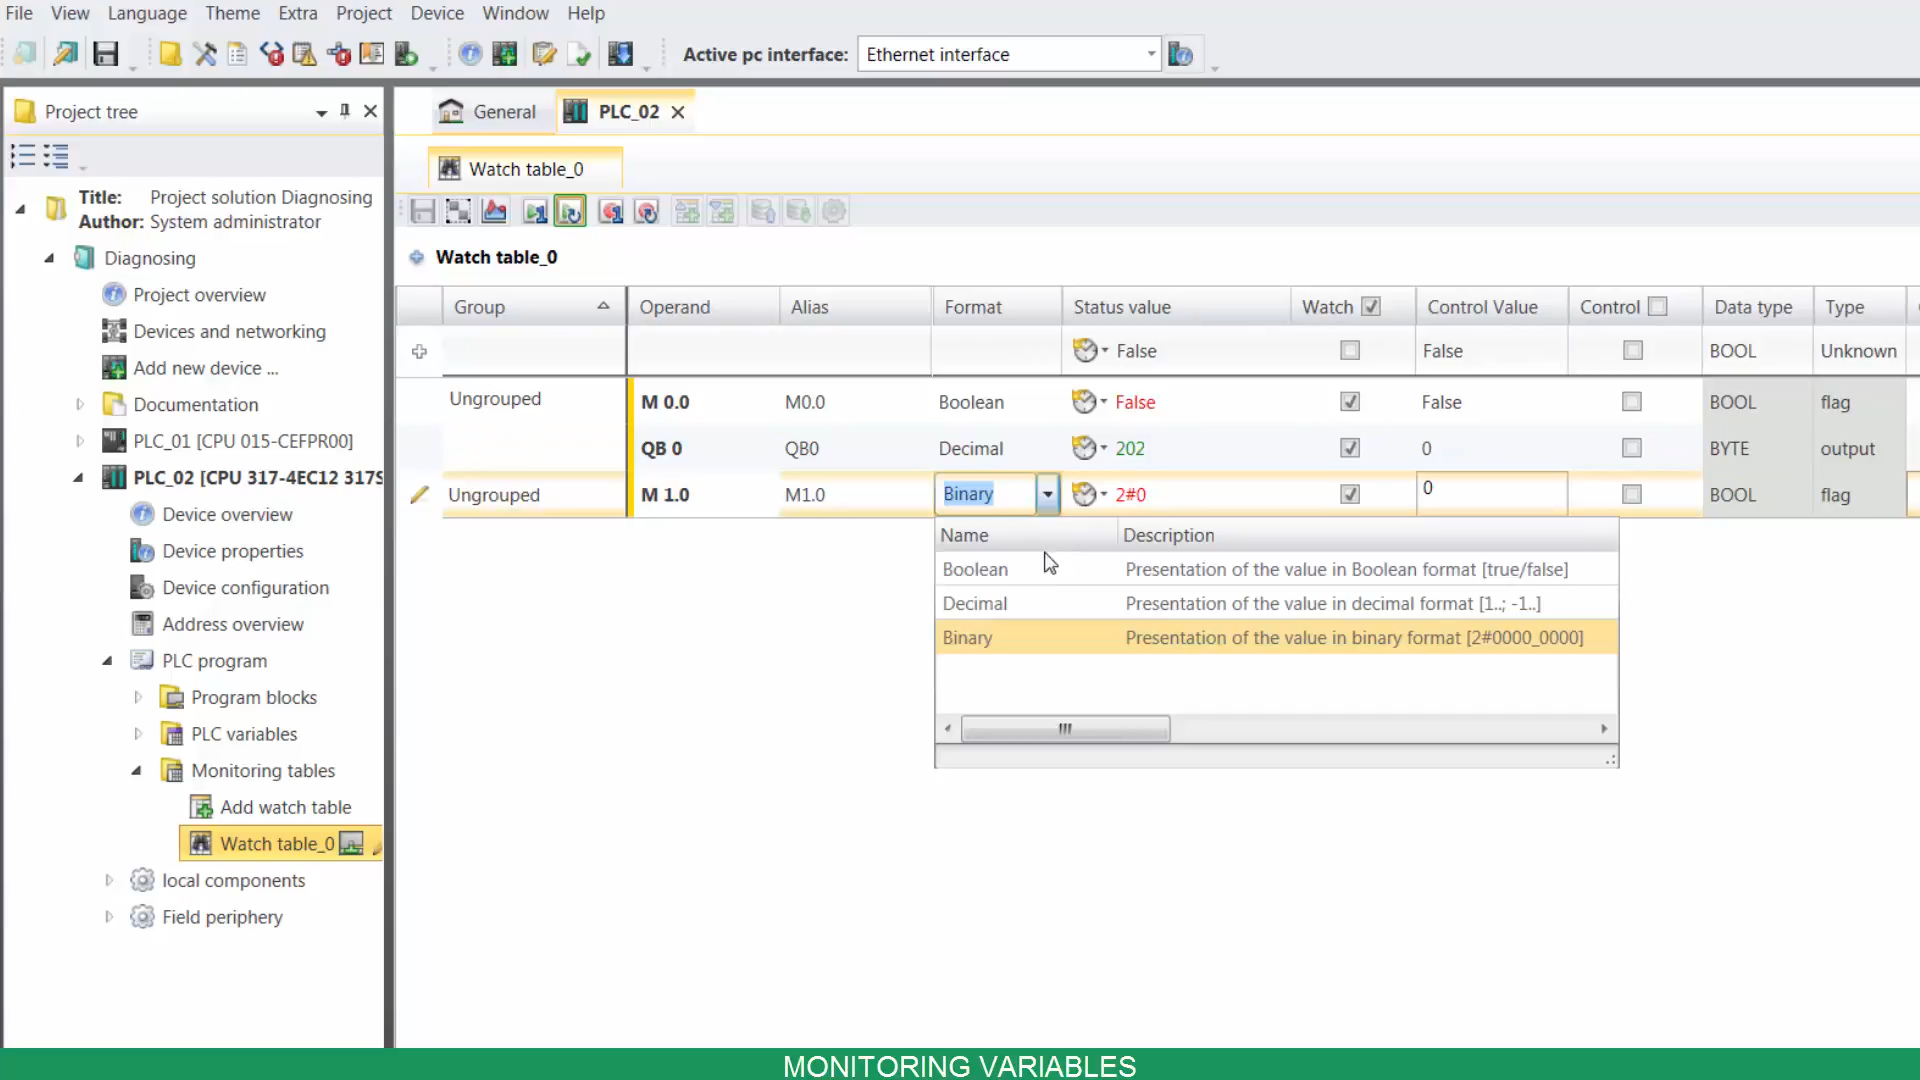 File View Language Theme Extra Project Device Window Help
Active pc interface: Ethernet interface
Project tree
General PLC_02
Watch table_0
Title: Project solution Diagnosing
Author: System administrator
Diagnosing
Project overview
Devices and networking
Add new device ...
Documentation
PLC_01 [CPU 015-CEFPR00]
PLC_02 [CPU 317-4EC12 317S
Device overview
Device properties
Device configuration
Address overview
PLC program
Program blocks
PLC variables
Monitoring tables
Add watch table
Watch table_0
local components
Field periphery
Watch table_0
Group Operand Alias Format Status value Watch Control Value Control Data type Type
False False BOOL Unknown
Ungrouped M 0.0 M0.0 Boolean False False BOOL flag
QB 0 QB0 Decimal 202 0 BYTE output
Ungrouped M 1.0 M1.0 Binary 2#0 0 BOOL flag
Name Description
Boolean Presentation of the value in Boolean format [true/false]
Decimal Presentation of the value in decimal format [1..; -1..]
Binary Presentation of the value in binary format [2#0000_0000]
MONITORING VARIABLES